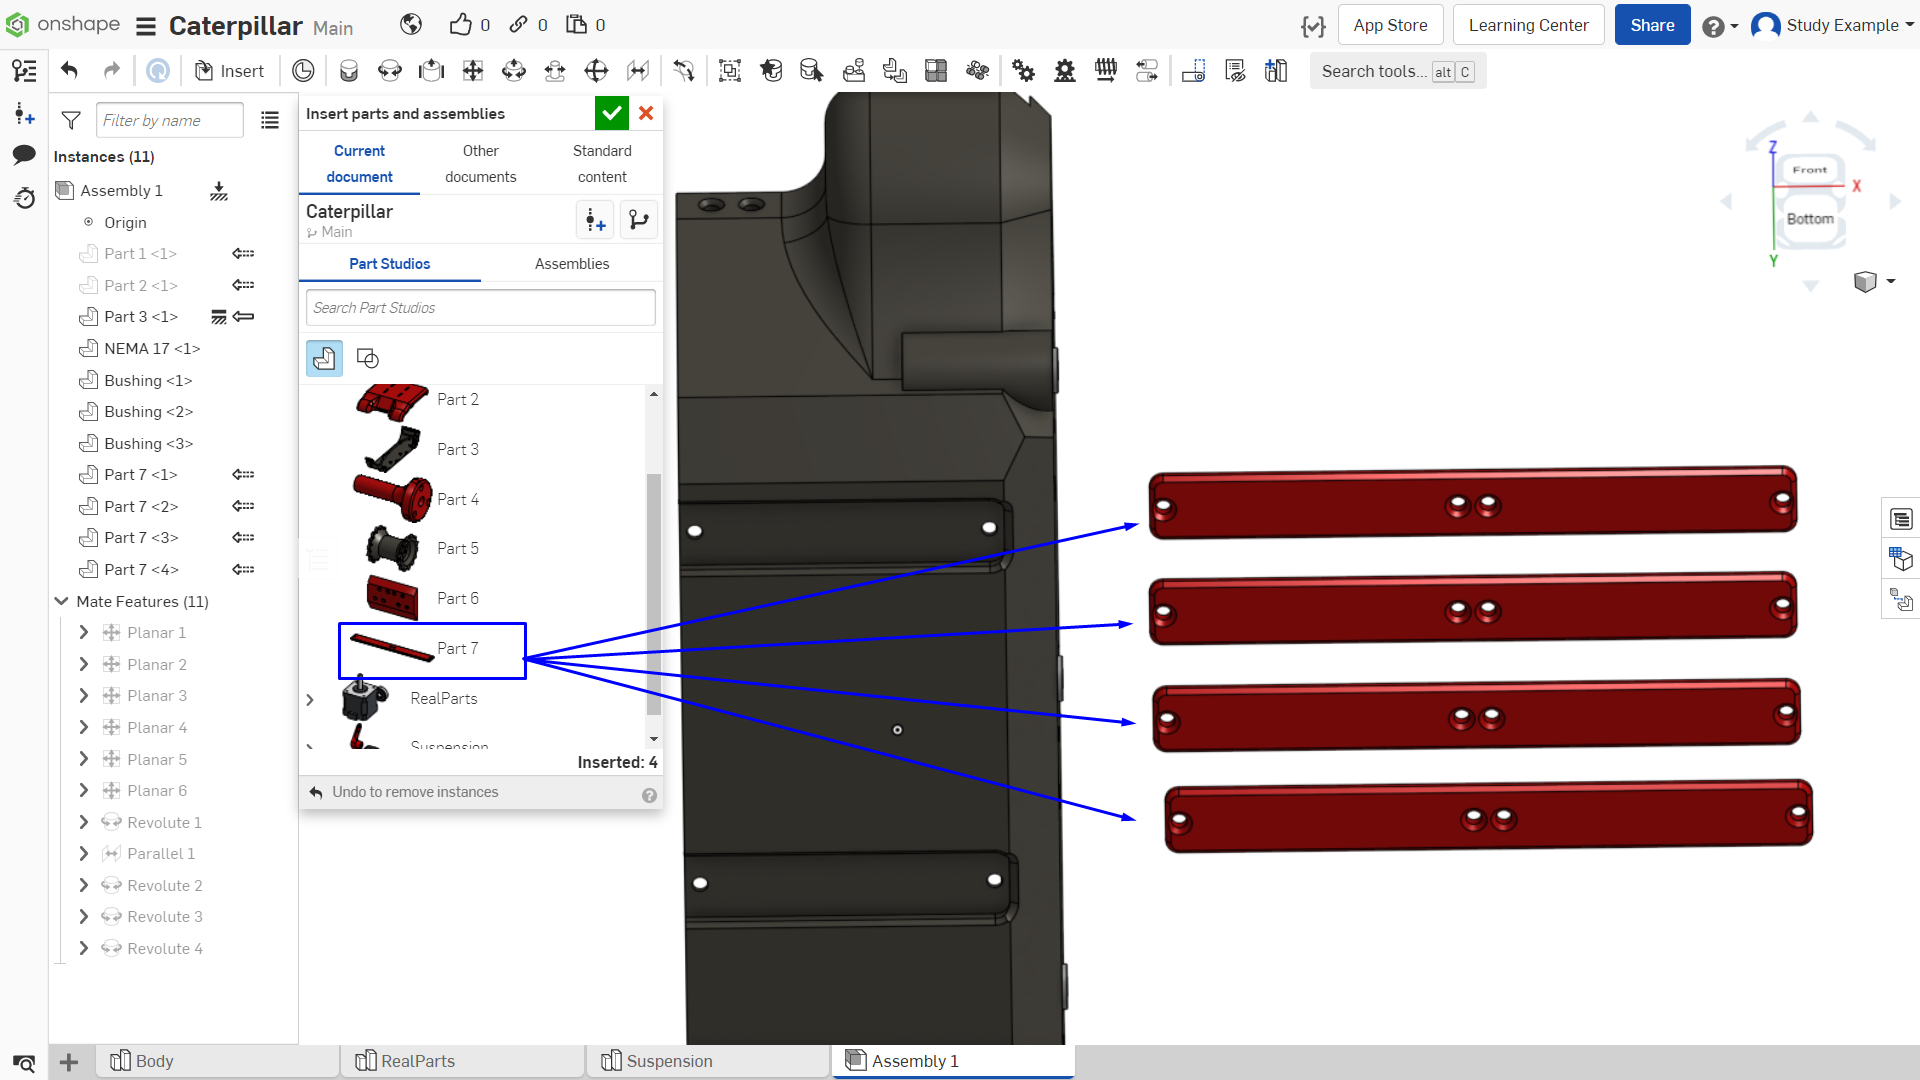 onshape
Caterpillar Main
0
0
0
App Store
Learning Center
Share
Study Example
Insert
Search tools... alt C
Filter by name
Instances (11)
Assembly 1
Origin
Part 1 <1>
Part 2 <1>
Part 3 <1>
NEMA 17 <1>
Bushing <1>
Bushing <2>
Bushing <3>
Part 7 <1>
Part 7 <2>
Part 7 <3>
Part 7 <4>
Mate Features (11)
Planar 1
Planar 2
Planar 3
Planar 4
Planar 5
Planar 6
Revolute 1
Parallel 1
Revolute 2
Revolute 3
Revolute 4
Insert parts and assemblies
Current
document
Other
documents
Standard
content
Caterpillar
Main
Part Studios
Assemblies
Search Part Studios
Part 2
Part 3
Part 4
Part 5
Part 6
Part 7
RealParts
Suspension
Inserted: 4
Undo to remove instances
Z
Front
X
Bottom
Y
Body
RealParts
Suspension
Assembly 1